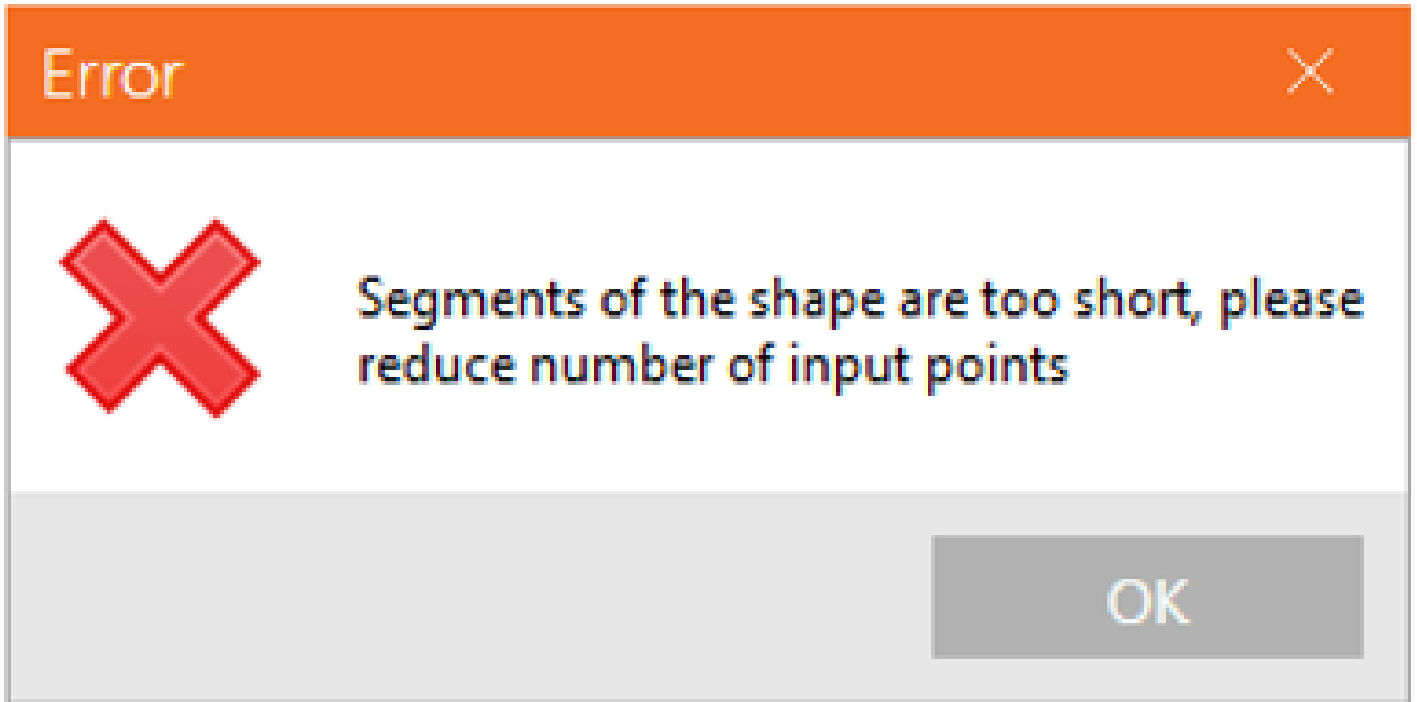 Error
Segments of the shape are too short, please
reduce number of input points
OK